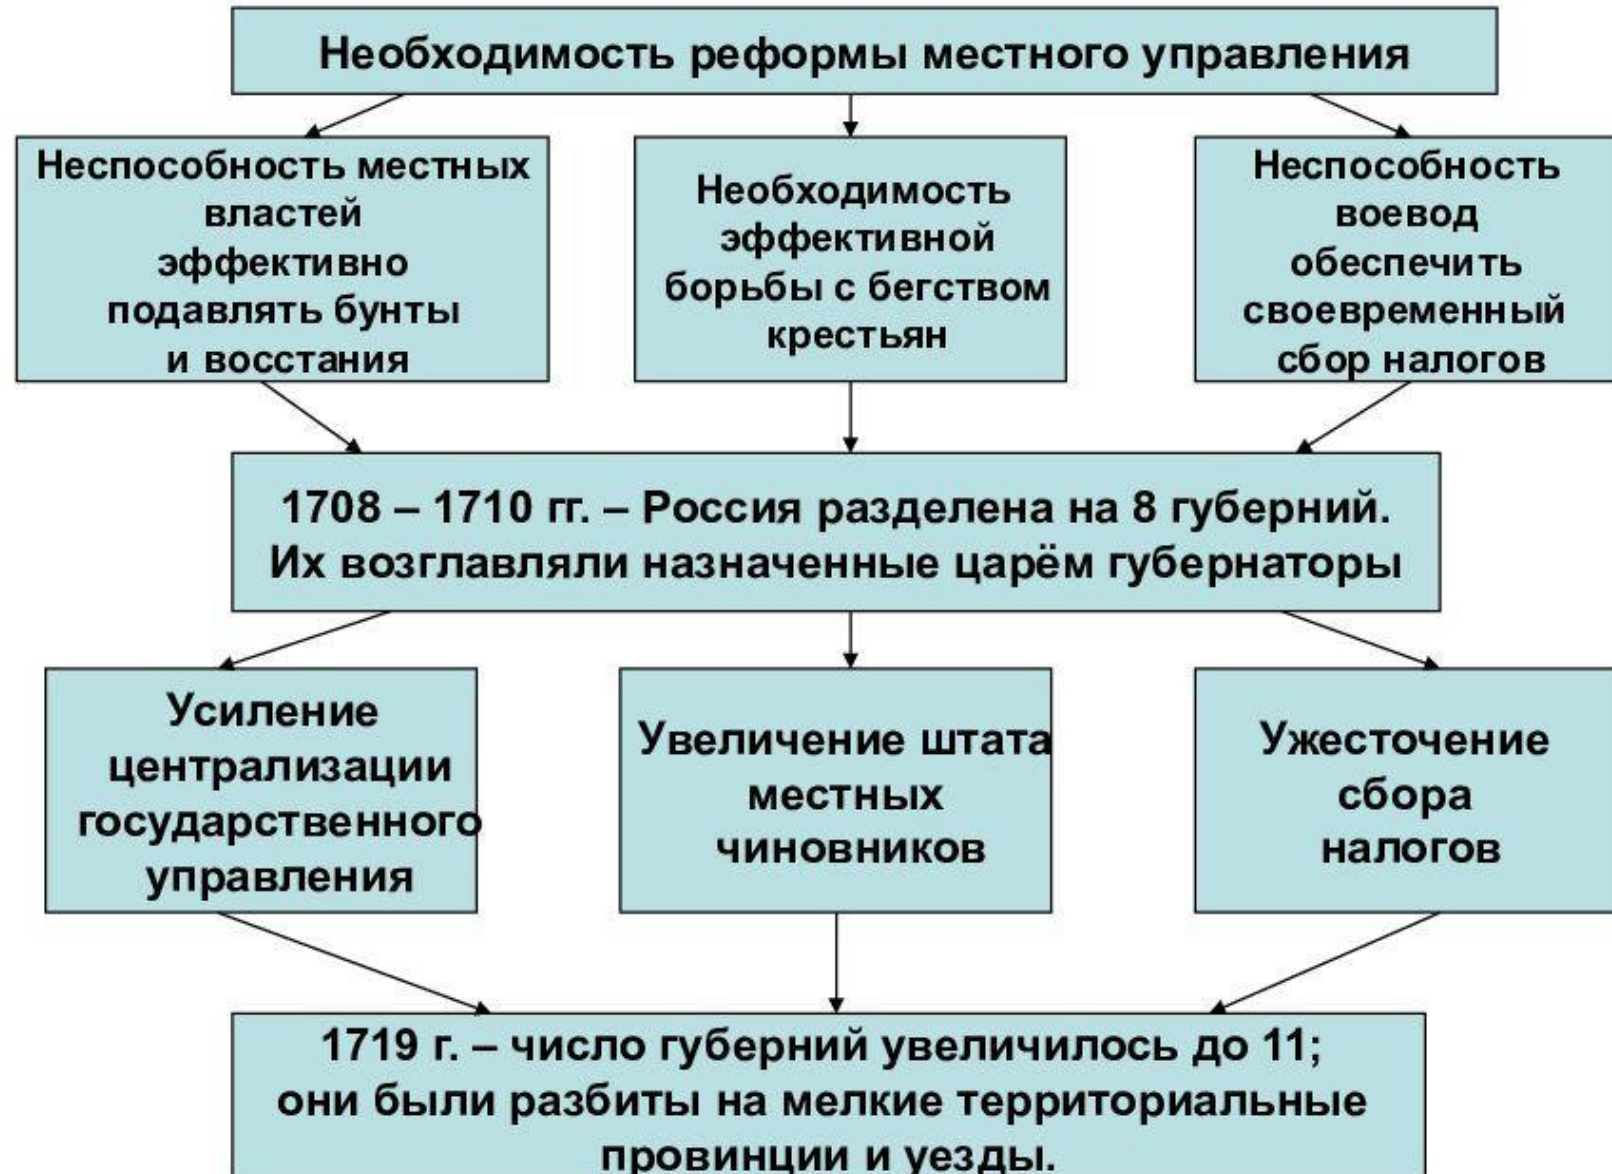 Необходимость реформы местного управления
Неспособность местных
властей
эффективно
подавлять бунты
и восстания
Необходимость
эффективной
борьбы с бегством
крестьян
Неспособность
воевод
обеспечить
своевременный
сбор налогов
1708 – 1710 гг. – Россия разделена на 8 губерний.
Их возглавляли назначенные царём губернаторы
Усиление
централизации
государственного
управления
Увеличение штата
местных
чиновников
Ужесточение
сбора
налогов
1719 г. – число губерний увеличилось до 11;
они были разбиты на мелкие территориальные
провинции и уезды.